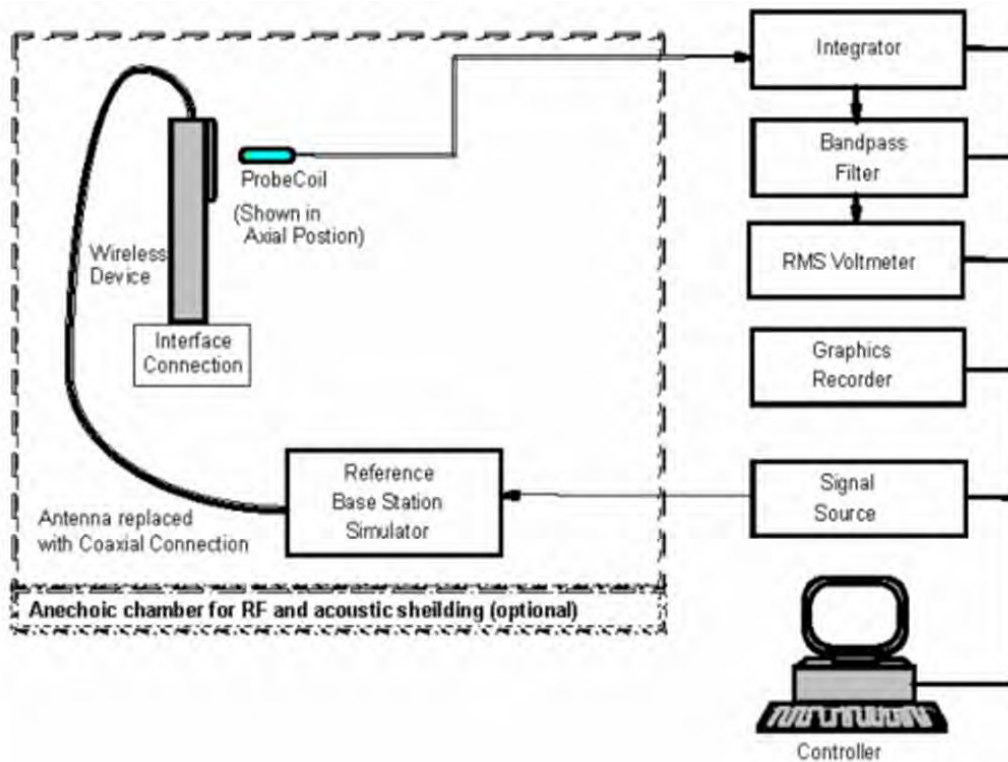 Integrator
Bandpass
Filter
RMS Voltmeter
Graphics
Recorder
Signal
Source
Controller
ProbeCoil
(Shown in
Axial Postion)
Wireless
Device
Interface
Connection
Reference
Base Station
Simulator
Antenna replaced
with Coaxial Connection
Anechoic chamber for RF and acoustic sheilding (optional)